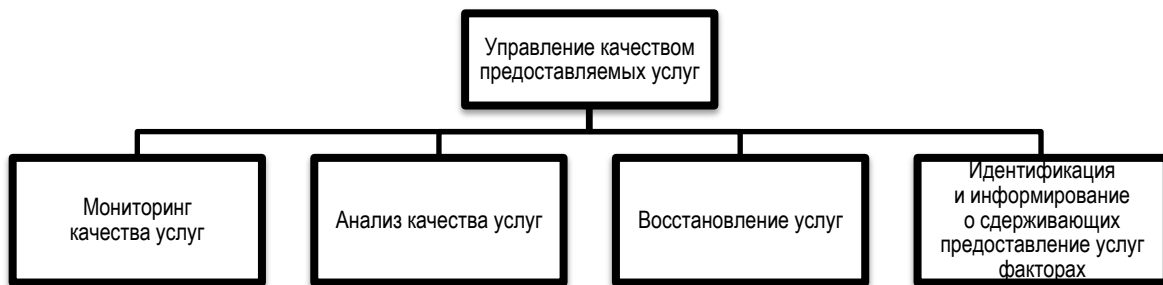 Управление качеством
предоставляемых услуг
Мониторинг
качества услуг
Анализ качества услуг
Восстановление услуг
Идентификация
и информирование
о сдерживающих
предоставление услуг
факторах